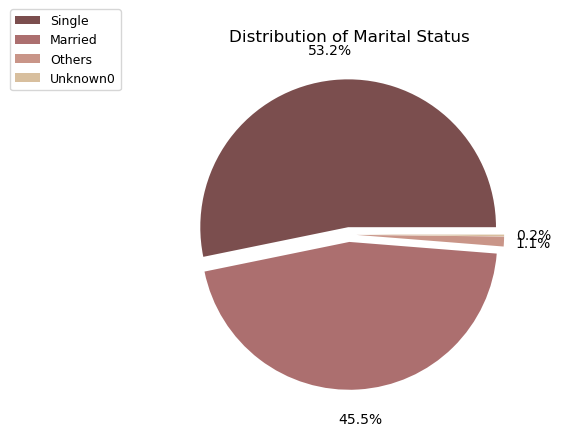 Single
Married
Others
Unknown0
Distribution of Marital Status
53.2%
0.2%
1.1%
45.5%